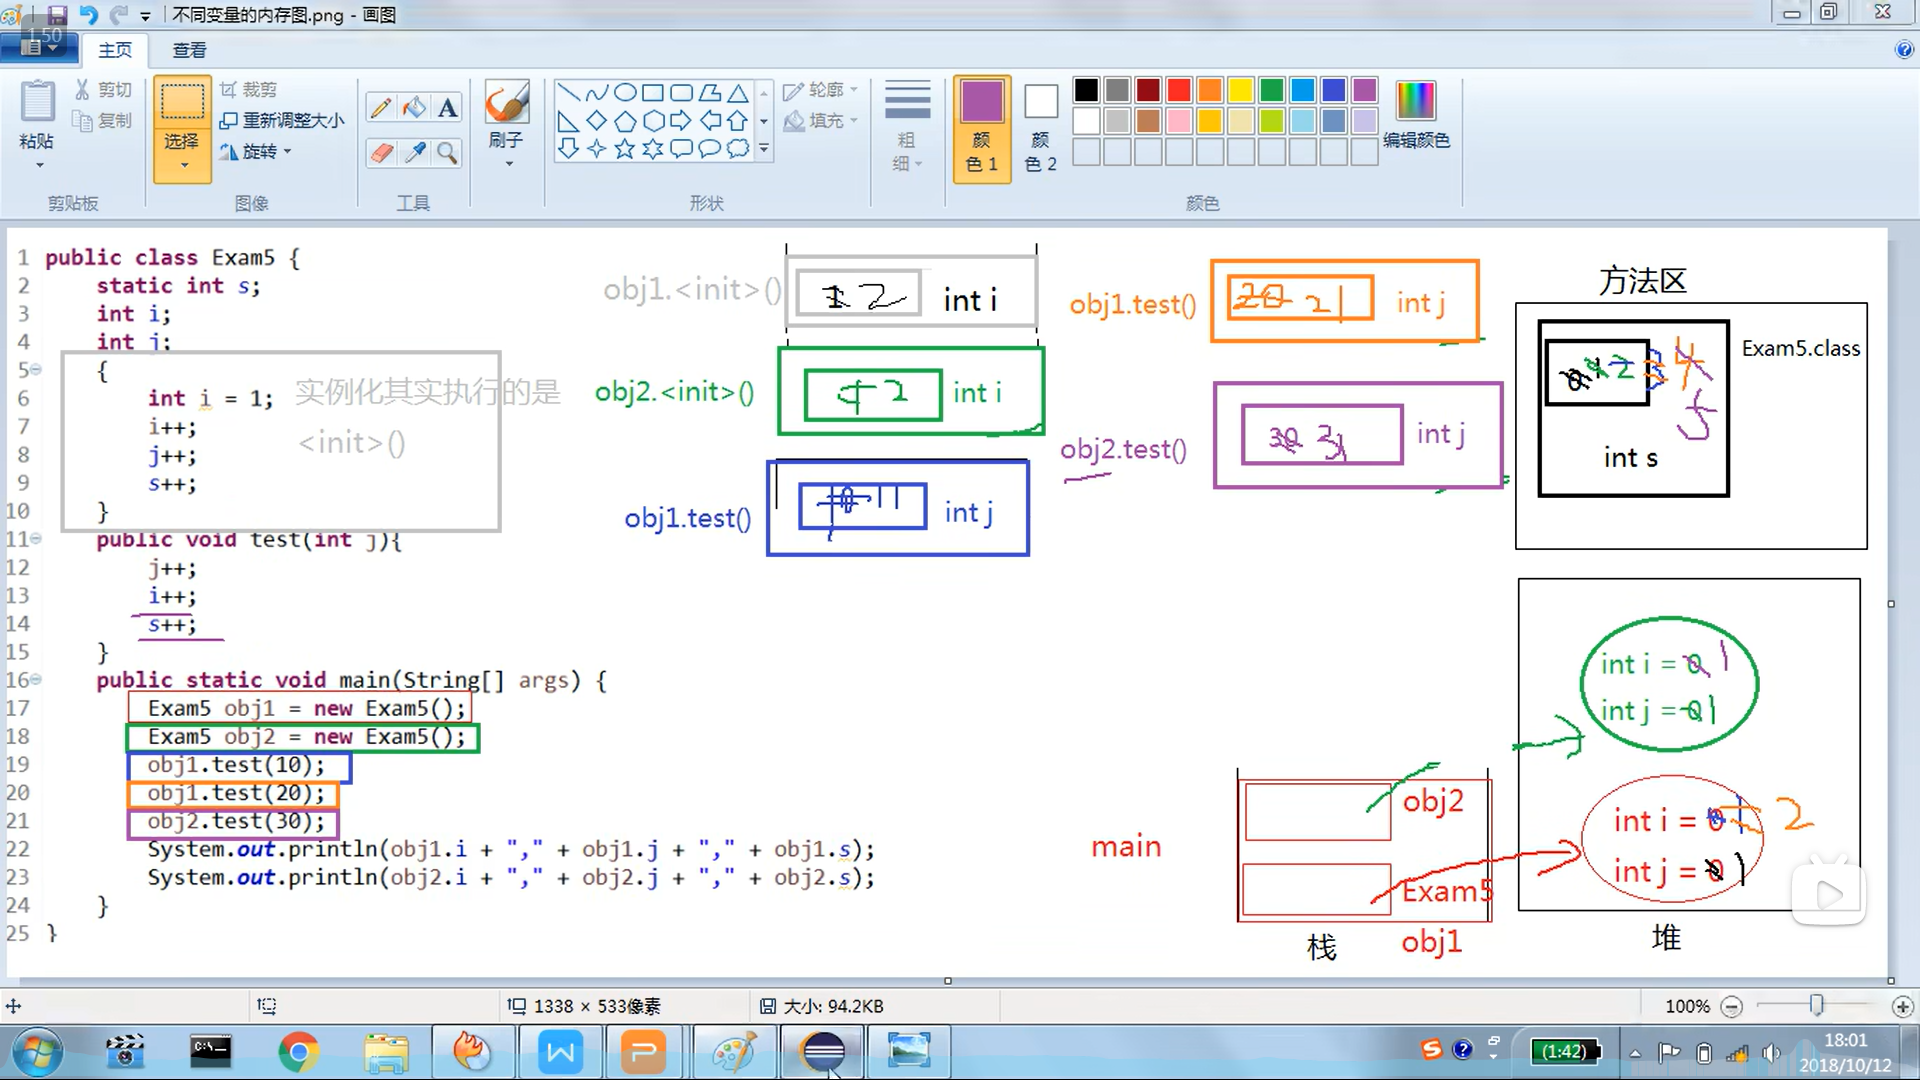 不同变量的内存图.png - 画图
1.50
主页
查看
粘贴
剪切
复制
剪贴板
选择
裁剪
重新调整大小
旋转
图像
A
工具
刷子
轮廓
填充
形状
粗细
颜色 1
颜色 2
编辑颜色
颜色
1 public class Exam5 {
2 static int s;
3 int i;
4 int j;
5 {
6 int i = 1;
7 i++;
8 j++;
9 s++;
10 }
11 public void test(int j){
12 j++;
13 i++;
14 s++;
15 }
16 public static void main(String[] args) {
17 Exam5 obj1 = new Exam5();
18 Exam5 obj2 = new Exam5();
19 obj1.test(10);
20 obj1.test(20);
21 obj2.test(30);
22 System.out.println(obj1.i + "," + obj1.j + "," + obj1.s);
23 System.out.println(obj2.i + "," + obj2.j + "," + obj2.s);
24 }
25 }
实例化其实执行的是
<init>()
obj1.<init>()
1 2
int i
obj2.<init>()
2
int i
obj1.test()
11
int j
obj1.test()
20 21
int j
obj2.test()
30 31
int j
方法区
Exam5.class
2 3 4
5
int s
int i = 0 1
int j = 0 1
int i = 0 1 2
int j = 0 1
堆
main
obj2
Exam5
obj1
栈
1338 × 533像素
大小: 94.2KB
100%
C:\
W
P
S
(1:42)
18:01
2018/10/12